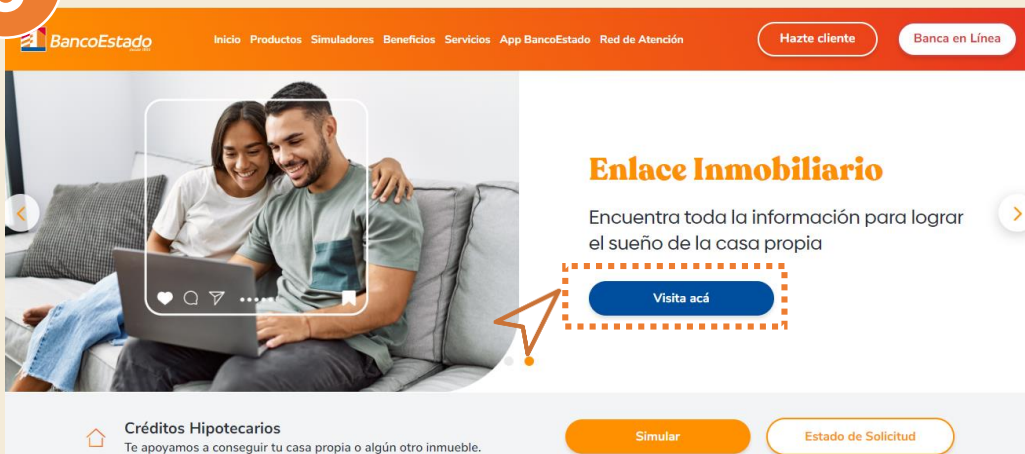 BancoEstado
Inicio Productos Simuladores Beneficios Servicios App BancoEstado Red de Atención
Hazte cliente
Banca en Línea
Enlace Inmobiliario
Encuentra toda la información para lograr
el sueño de la casa propia
Visita acá
Créditos Hipotecarios
Te apoyamos a conseguir tu casa propia o algún otro inmueble.
Simular
Estado de Solicitud